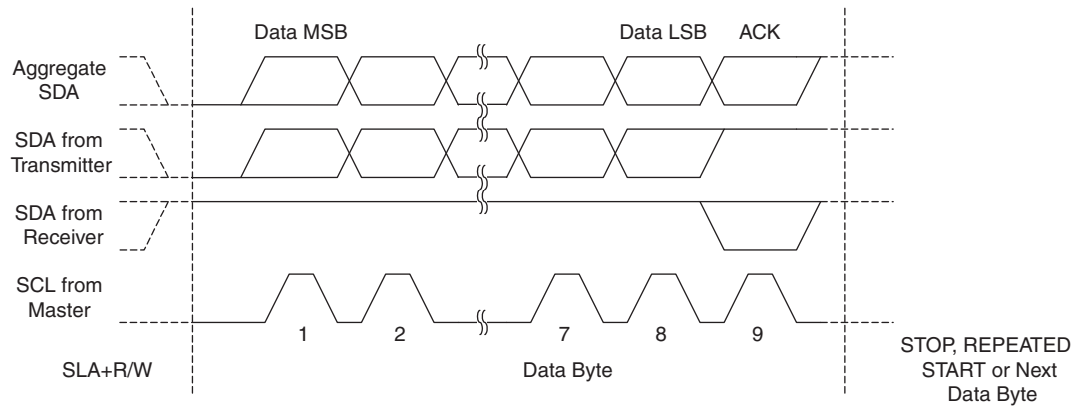 Data MSB
Data LSB
ACK
Aggregate
SDA
SDA from
Transmitter
SDA from
Receiver
SCL from
Master
1
2
7
8
9
SLA+R/W
Data Byte
STOP, REPEATED
START or Next
Data Byte